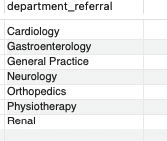 department_referral
Cardiology
Gastroenterology
General Practice
Neurology
Orthopedics
Physiotherapy
Renal